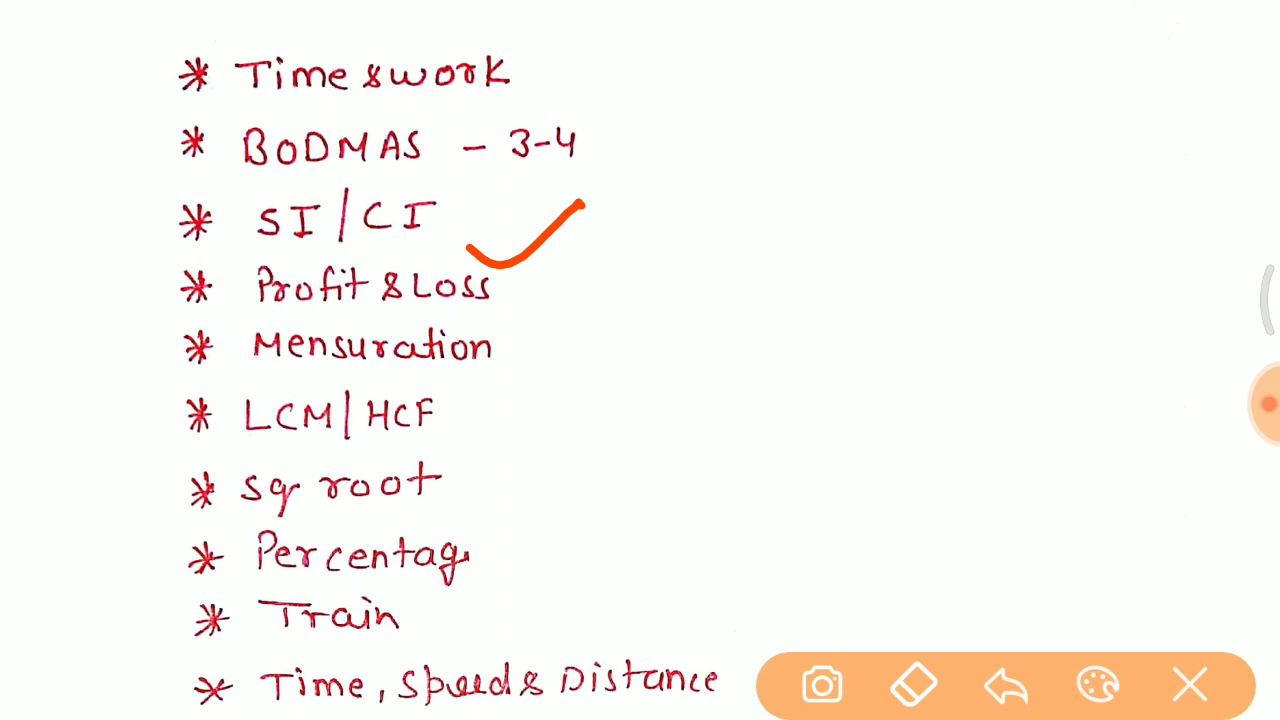 * Time & work
* BODMAS - 3-4
* SI/CI
* Profit & Loss
* Mensuration
* LCM/HCF
* Sq root
* Percentag
* Train
* Time, Speed & Distance